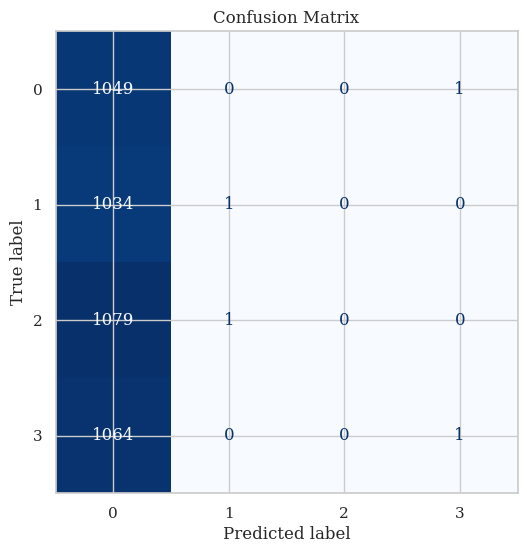 Confusion Matrix
True label
0 1049 0 0 1
1 1034 1 0 0
2 1079 1 0 0
3 1064 0 0 1
0 1 2 3
Predicted label